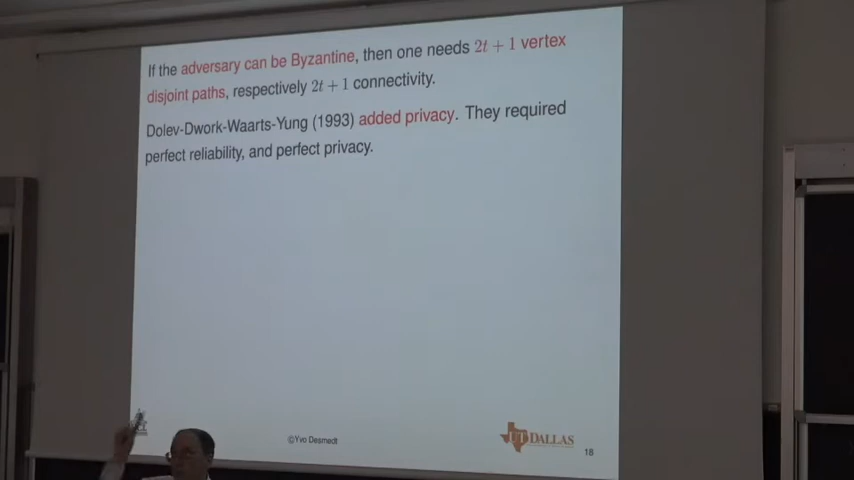 If the adversary can be Byzantine, then one needs 2t + 1 vertex
disjoint paths, respectively 2t + 1 connectivity.
Dolev-Dwork-Waarts-Yung (1993) added privacy. They required
perfect reliability, and perfect privacy.
©Yvo Desmedt
UT DALLAS
18